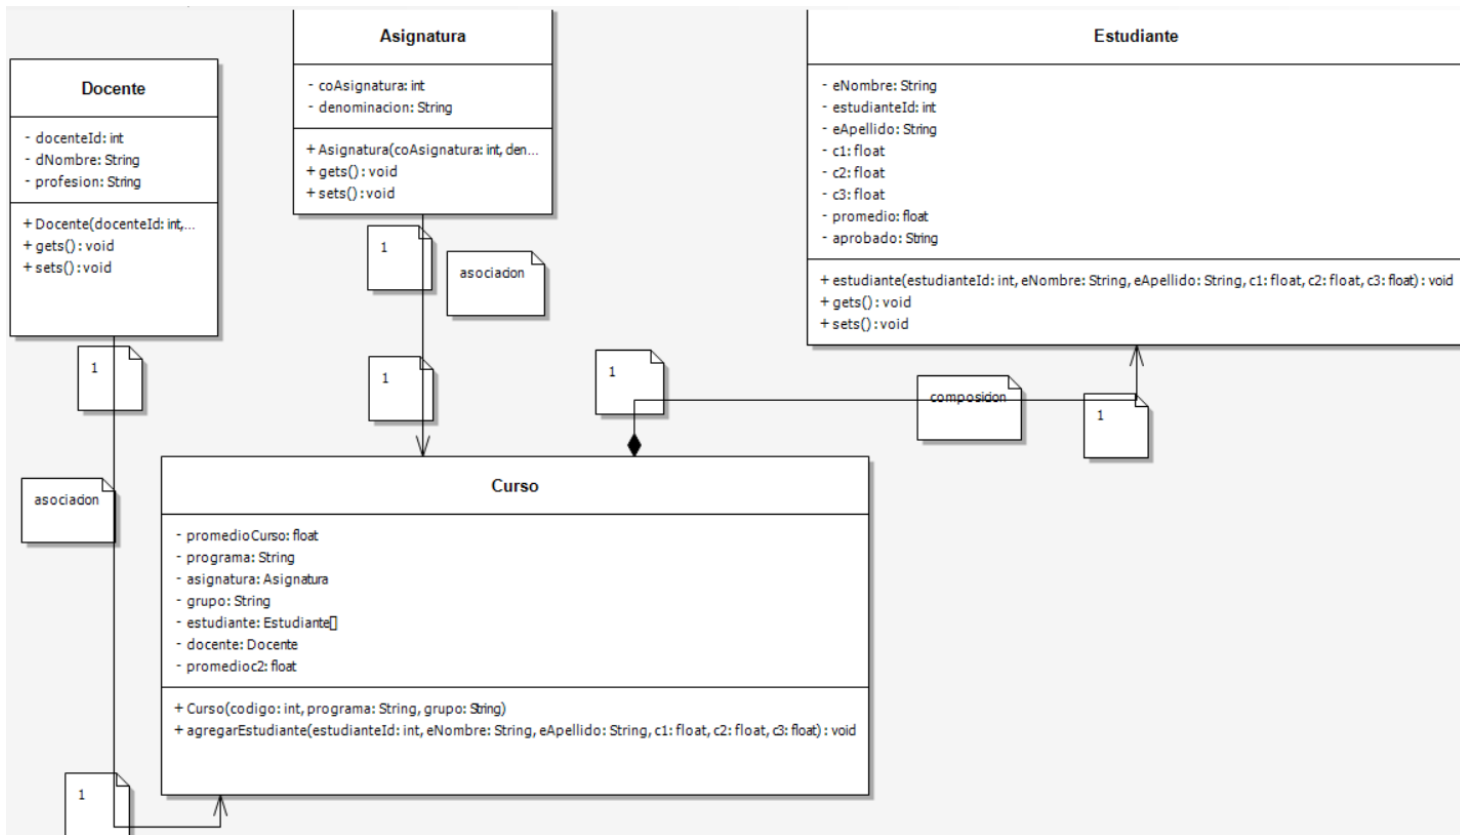 Docente
- docenteId: int
- dNombre: String
- profesion: String
+ Docente(docenteId: int,...
+ gets() : void
+ sets() : void
Asignatura
- coAsignatura: int
- denominacion: String
+ Asignatura(coAsignatura: int, den...
+ gets() : void
+ sets() : void
Estudiante
- eNombre: String
- estudianteId: int
- eApellido: String
- c1: float
- c2: float
- c3: float
- promedio: float
- aprobado: String
+ estudiante(estudianteId: int, eNombre: String, eApellido: String, c1: float, c2: float, c3: float) : void
+ gets() : void
+ sets() : void
1
asociacion
1
1
1
composicion
1
asociacion
Curso
- promedioCurso: float
- programa: String
- asignatura: Asignatura
- grupo: String
- estudiante: Estudiante[]
- docente: Docente
- promedioc2: float
+ Curso(codigo: int, programa: String, grupo: String)
+ agregarEstudiante(estudianteId: int, eNombre: String, eApellido: String, c1: float, c2: float, c3: float) : void
1